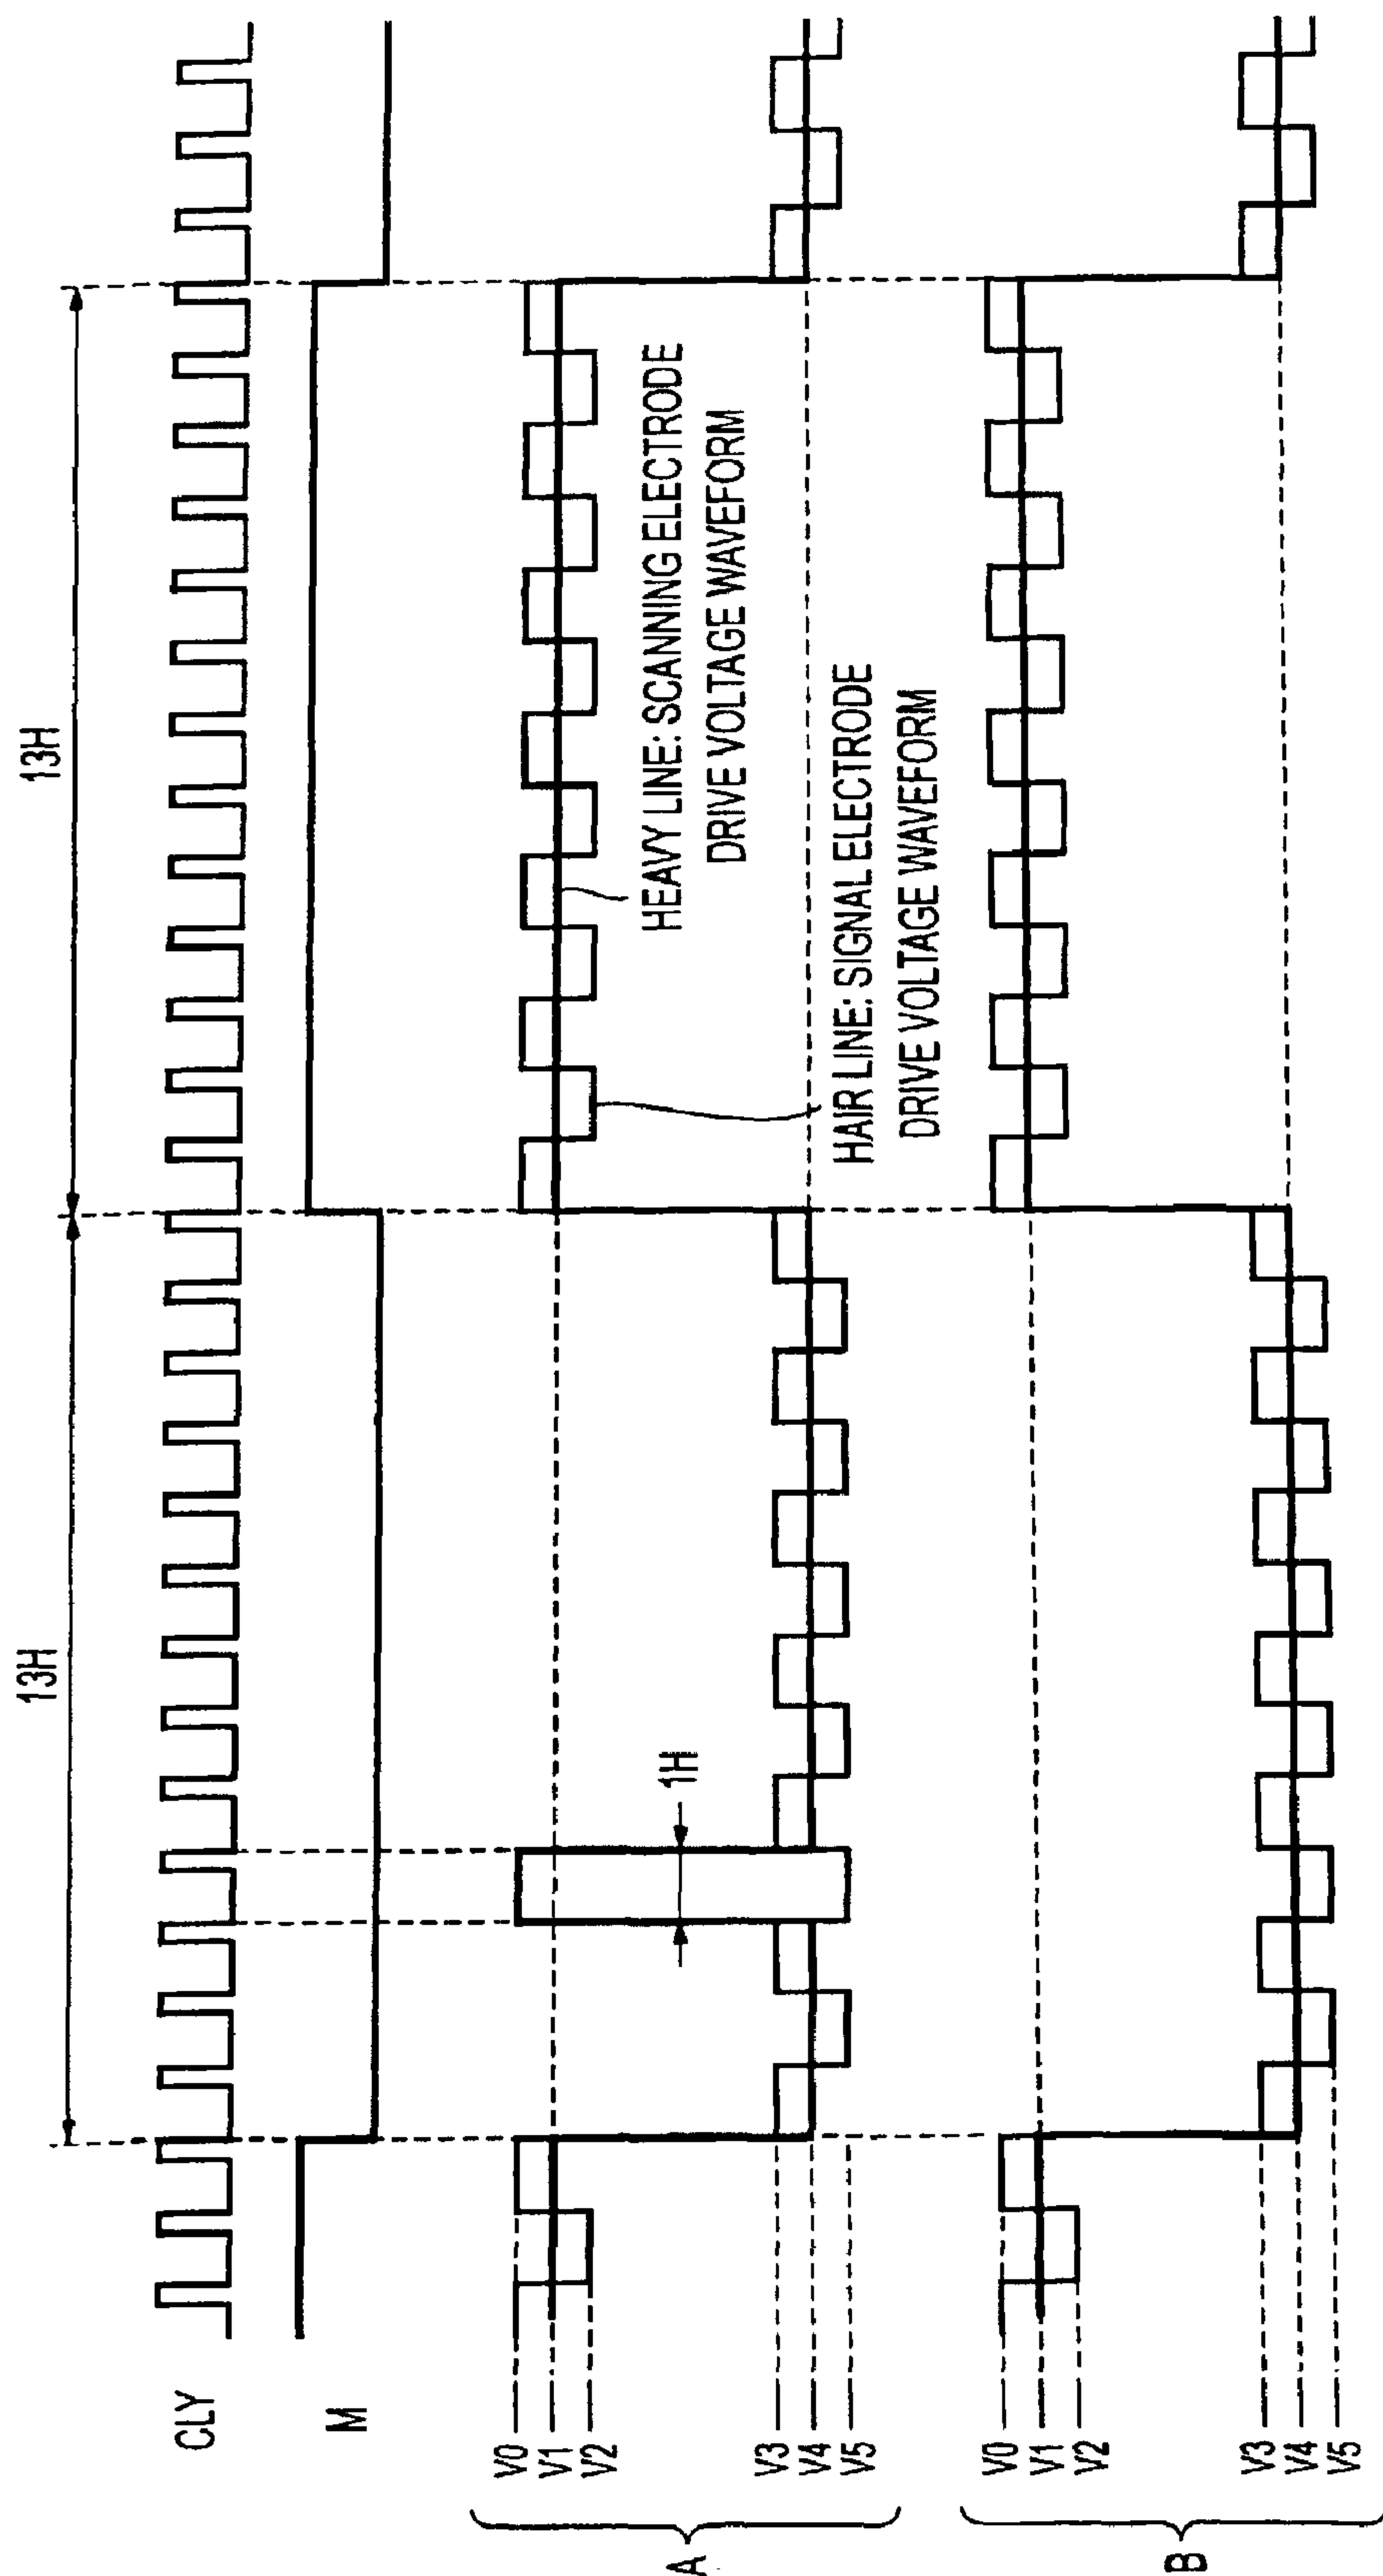 13H
13H
CLY
M
V0
V1
V2
1H
HEAVY LINE: SCANNING ELECTRODE
DRIVE VOLTAGE WAVEFORM
V3
V4
V5
A
HAIR LINE: SIGNAL ELECTRODE
DRIVE VOLTAGE WAVEFORM
V0
V1
V2
V3
V4
V5
B